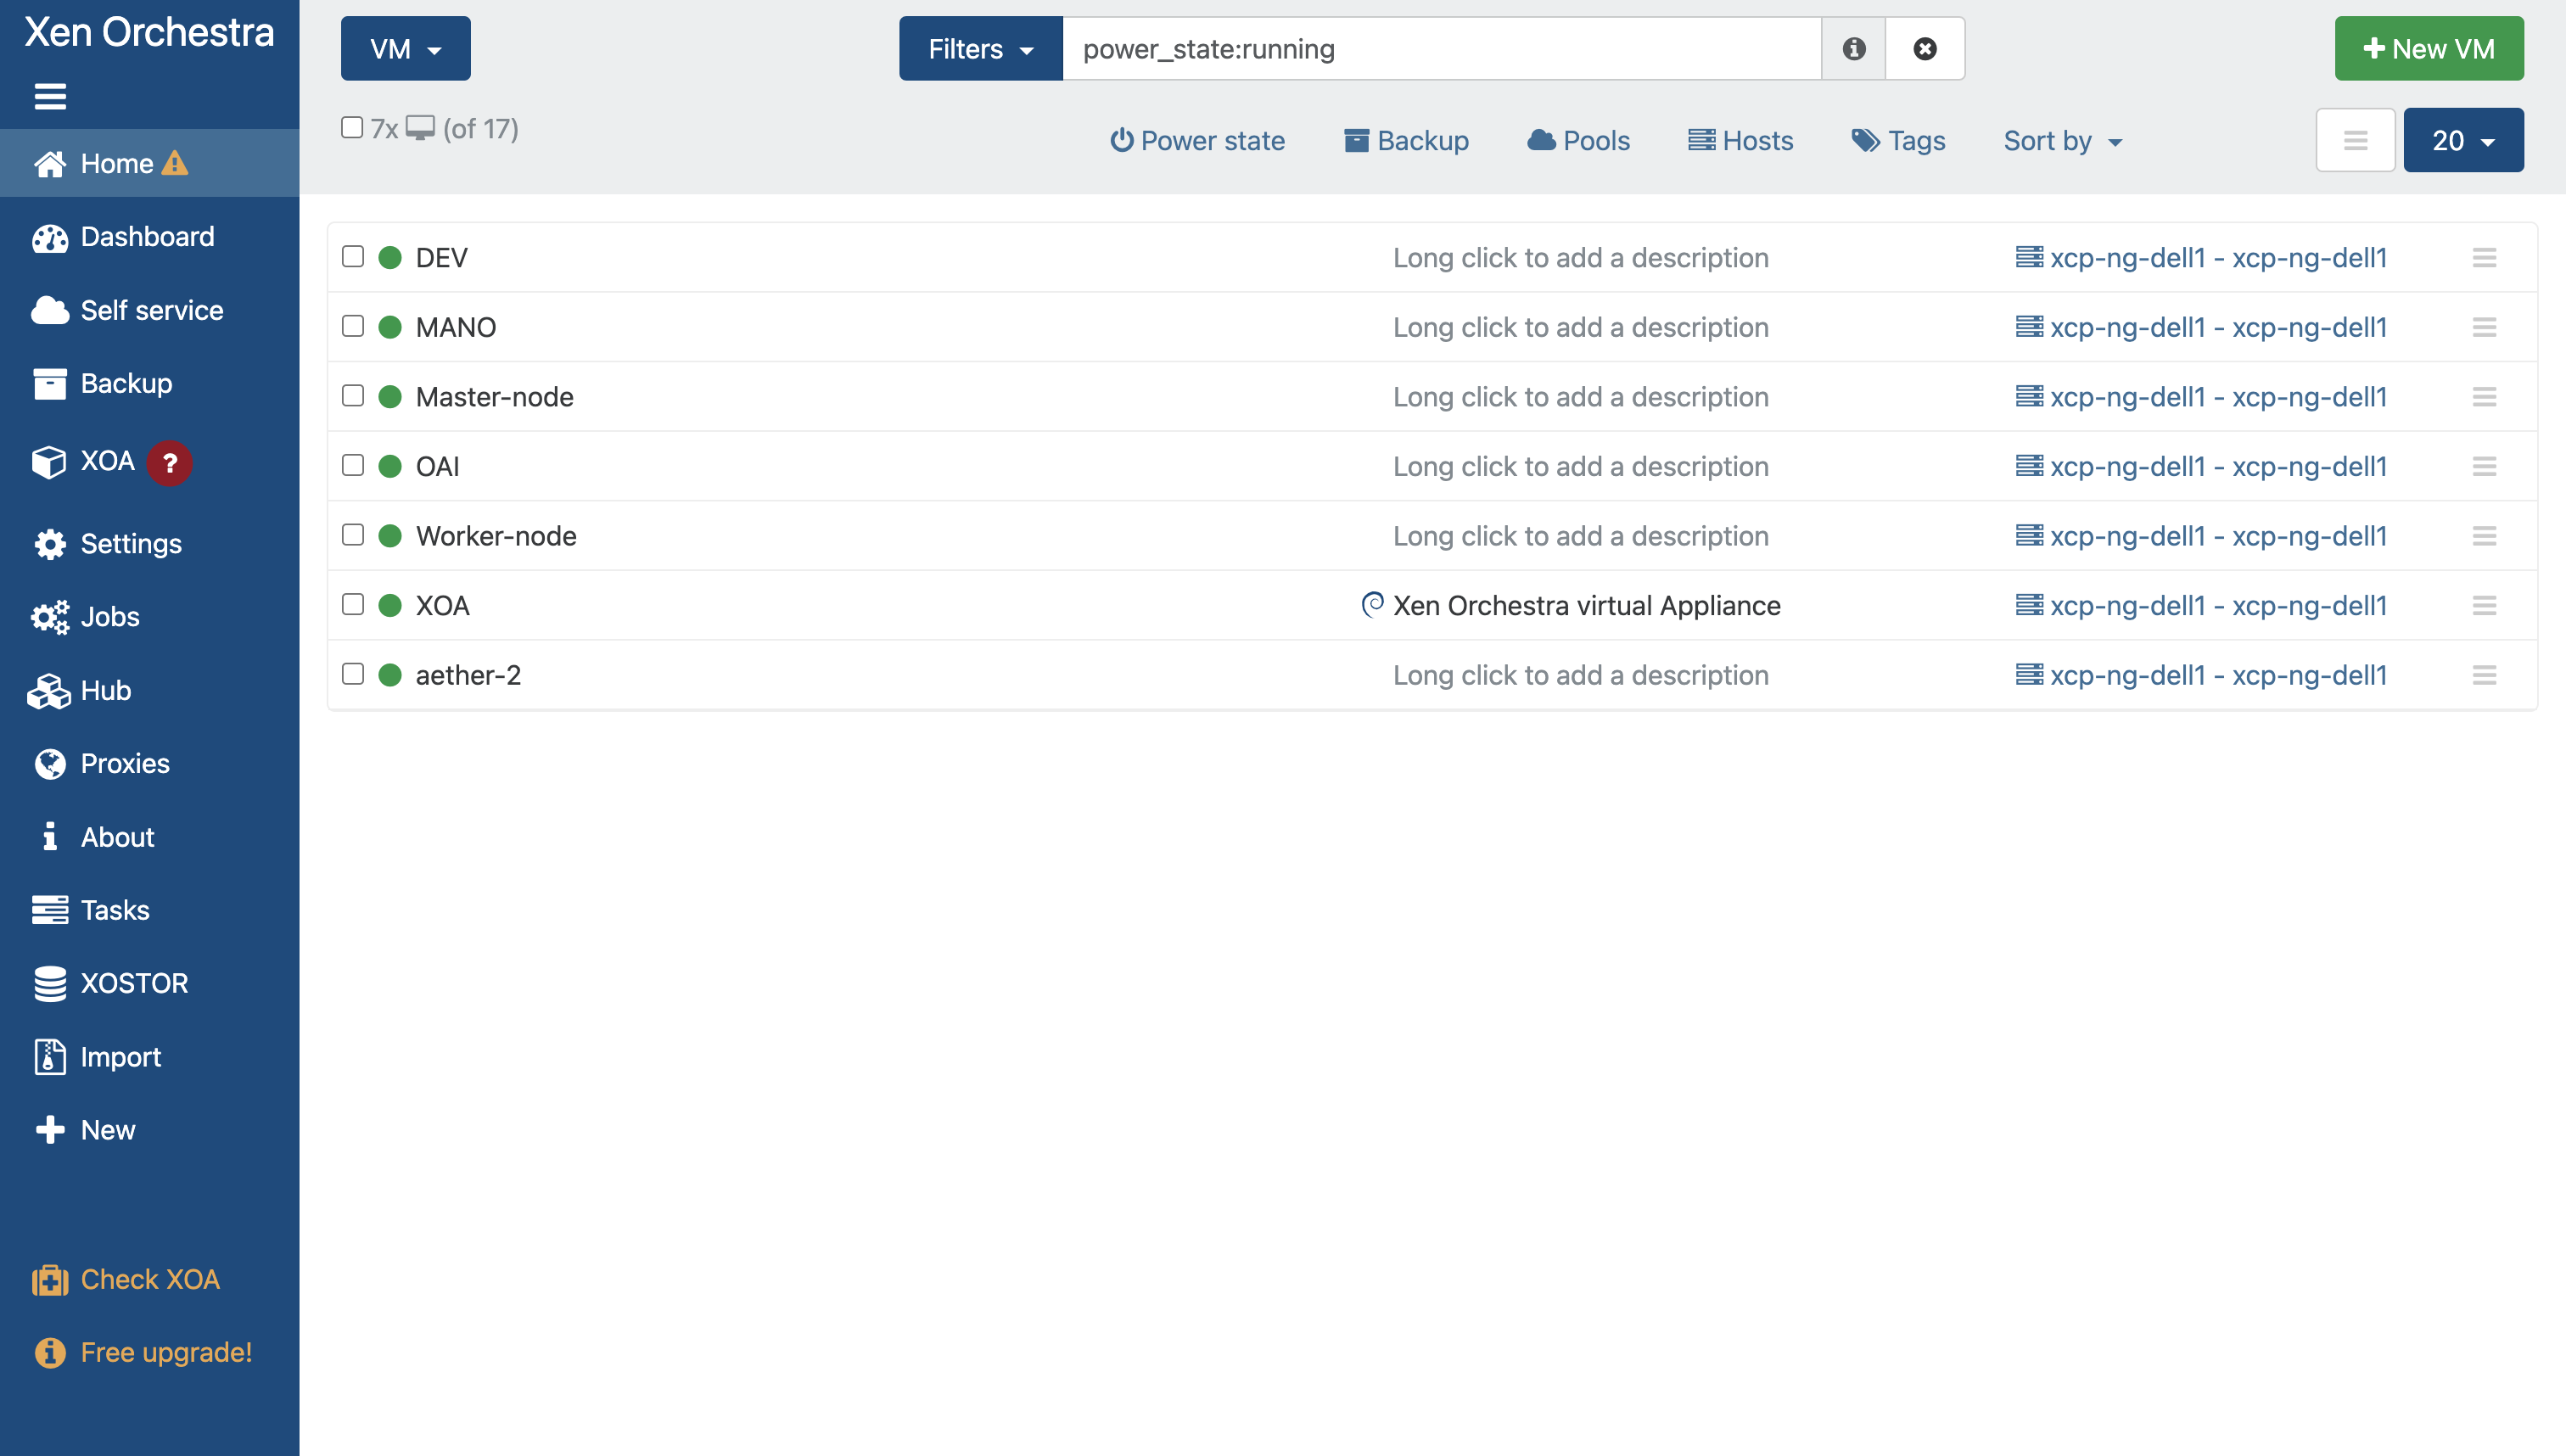 Xen Orchestra
VM
Filters power_state:running
New VM
7x (of 17)
Power state Backup Pools Hosts Tags Sort by 20
Home
Dashboard
Self service
Backup
XOA ?
Settings
Jobs
Hub
Proxies
About
Tasks
XOSTOR
Import
New
Check XOA
Free upgrade!
DEV Long click to add a description xcp-ng-dell1 - xcp-ng-dell1
MANO Long click to add a description xcp-ng-dell1 - xcp-ng-dell1
Master-node Long click to add a description xcp-ng-dell1 - xcp-ng-dell1
OAI Long click to add a description xcp-ng-dell1 - xcp-ng-dell1
Worker-node Long click to add a description xcp-ng-dell1 - xcp-ng-dell1
XOA Xen Orchestra virtual Appliance xcp-ng-dell1 - xcp-ng-dell1
aether-2 Long click to add a description xcp-ng-dell1 - xcp-ng-dell1